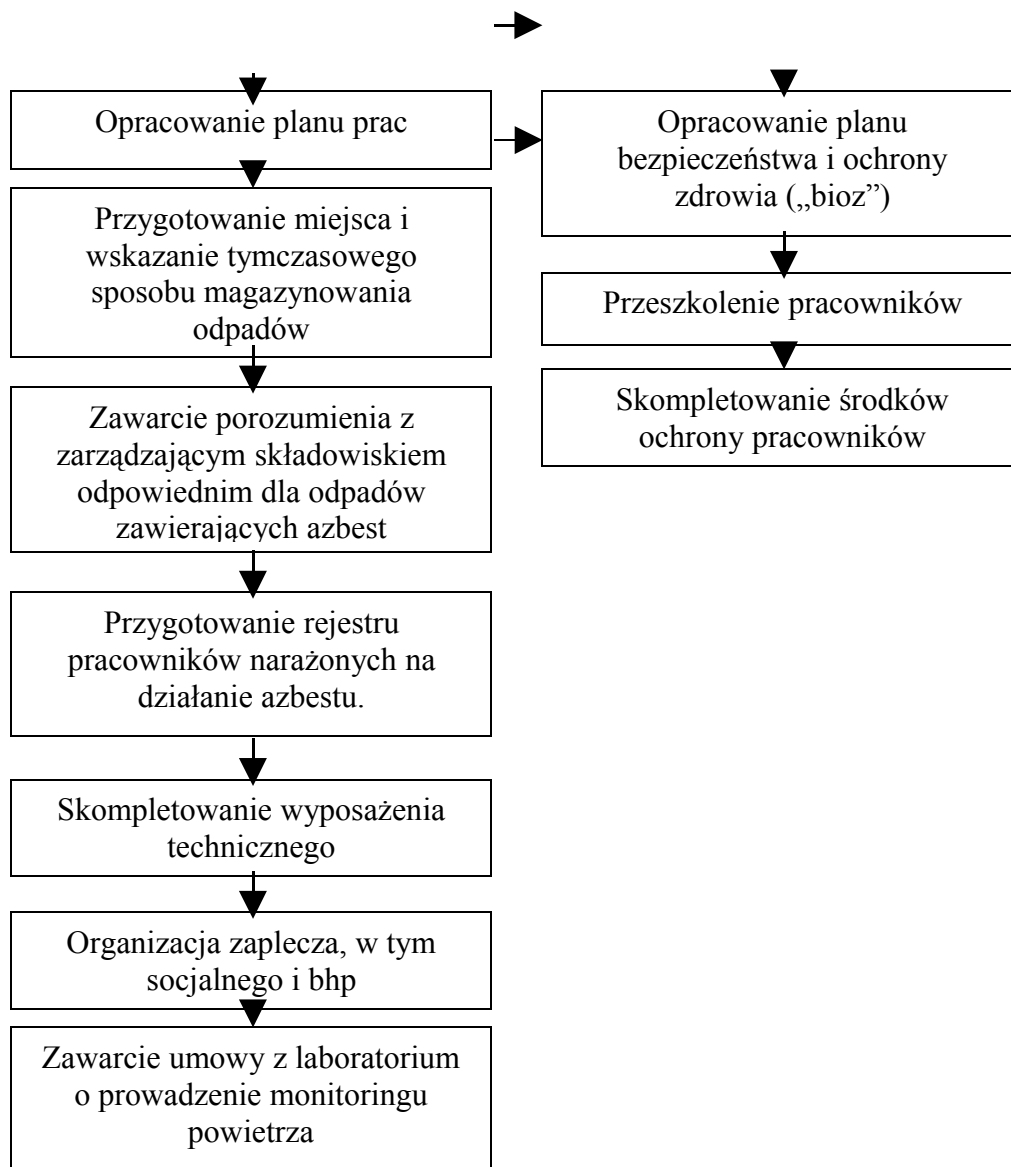 Opracowanie planu prac
Przygotowanie miejsca i
wskazanie tymczasowego
sposobu magazynowania
odpadów
Zawarcie porozumienia z
zarządzającym składowiskiem
odpowiednim dla odpadów
zawierających azbest
Przygotowanie rejestru
pracowników narażonych na
działanie azbestu.
Skompletowanie wyposażenia
technicznego
Organizacja zaplecza, w tym
socjalnego i bhp
Zawarcie umowy z laboratorium
o prowadzenie monitoringu
powietrza
Opracowanie planu
bezpieczeństwa i ochrony
zdrowia („bioz”)
Przeszkolenie pracowników
Skompletowanie środków
ochrony pracowników